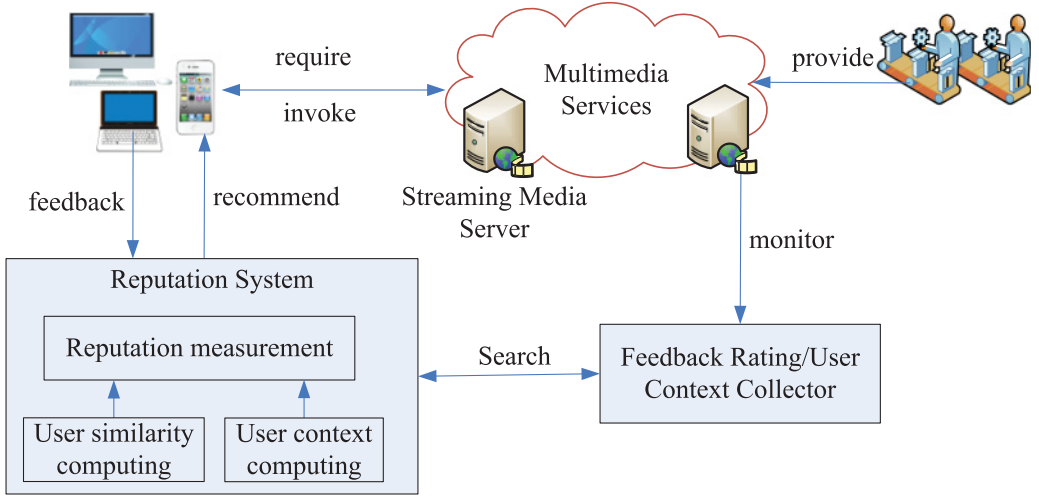 require
invoke
Multimedia
Services
provide
Streaming Media
Server
feedback
recommend
monitor
Reputation System
Reputation measurement
User similarity
computing
User context
computing
Search
Feedback Rating/User
Context Collector